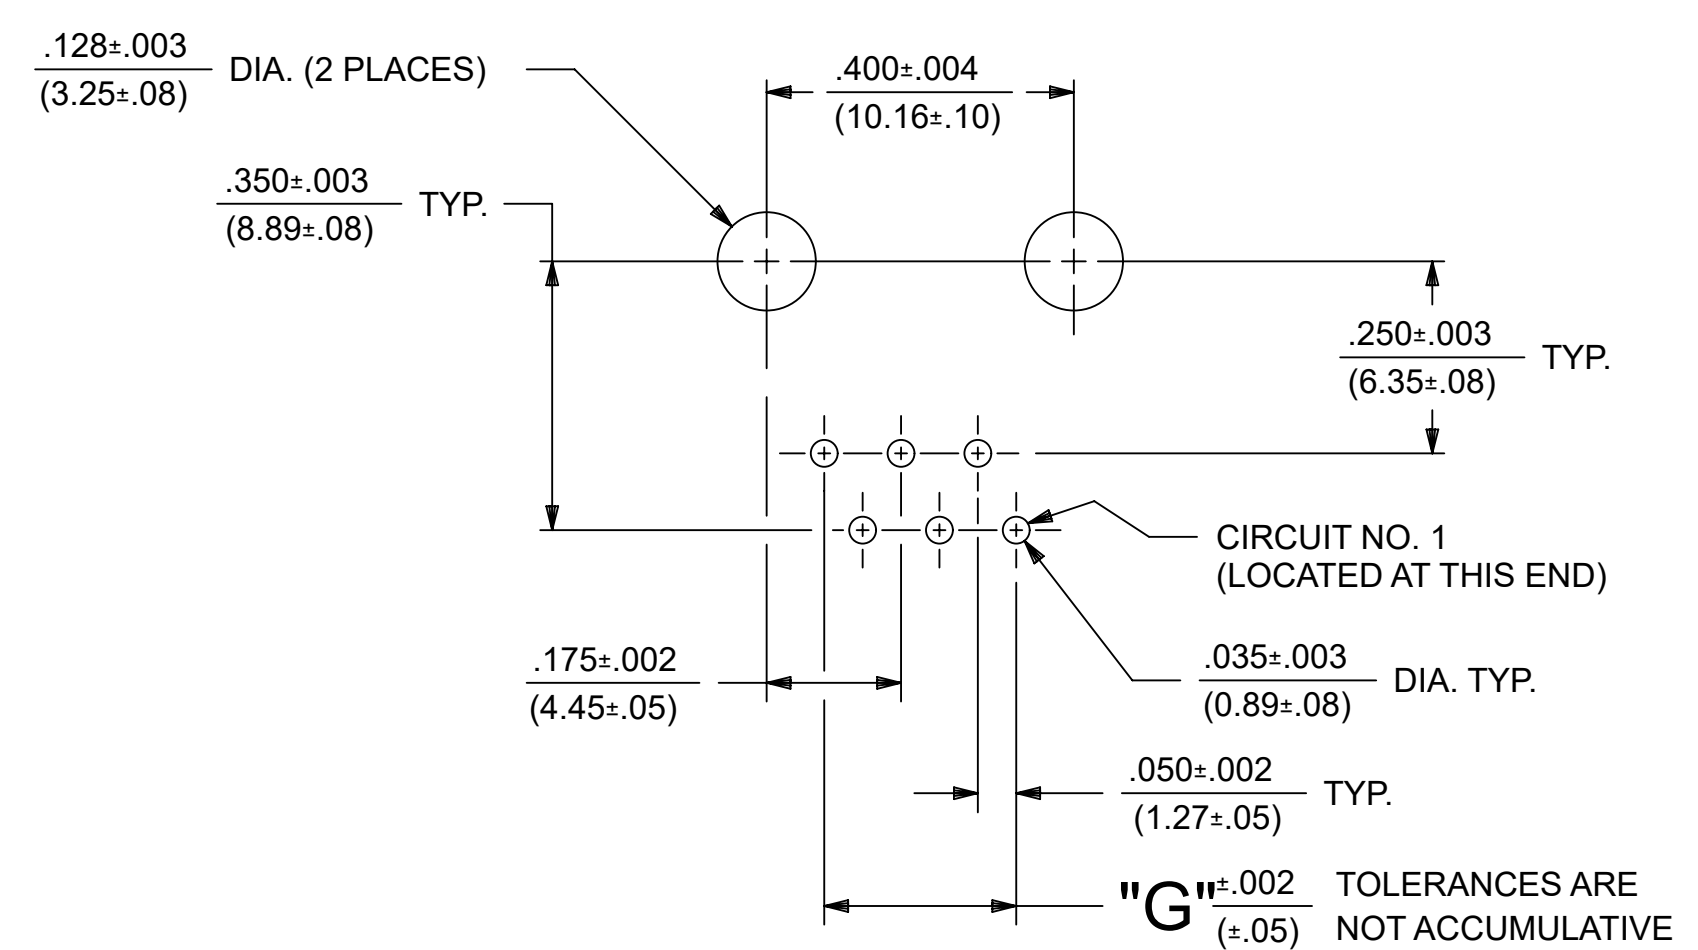 .128±.003
(3.25±.08)
DIA. (2 PLACES)
.400±.004
(10.16±.10)
.350±.003
(8.89±.08)
TYP.
.250±.003
(6.35±.08)
TYP.
CIRCUIT NO. 1
(LOCATED AT THIS END)
.175±.002
(4.45±.05)
.035±.003
(0.89±.08)
DIA. TYP.
.050±.002
(1.27±.05)
TYP.
"G"
±.002
(±.05)
TOLERANCES ARE
NOT ACCUMULATIVE